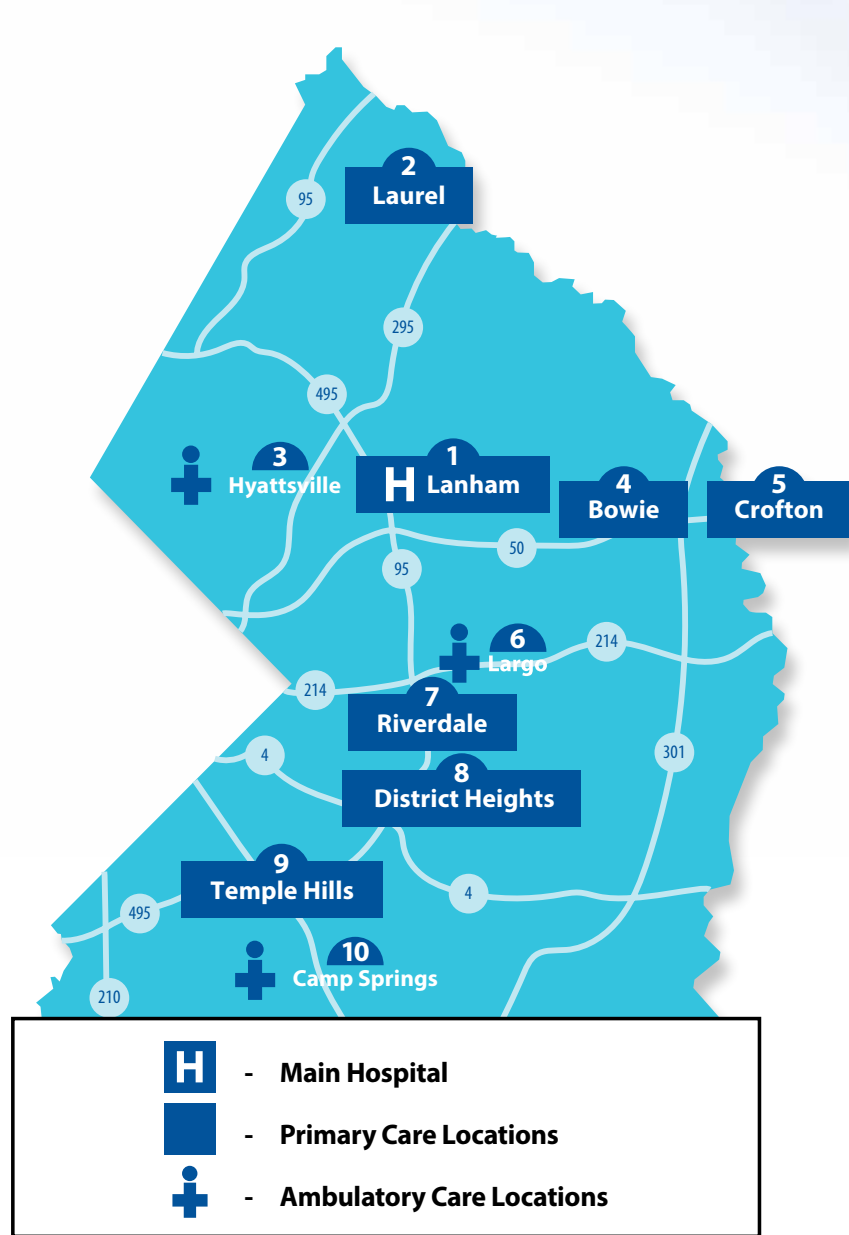 2
Laurel
95
295
495
3
Hyattsville
1
H Lanham
4
Bowie
5
Crofton
50
95
6
Largo
214
214
7
Riverdale
4
301
8
District Heights
9
Temple Hills
4
495
10
Camp Springs
210
H - Main Hospital
- Primary Care Locations
- Ambulatory Care Locations